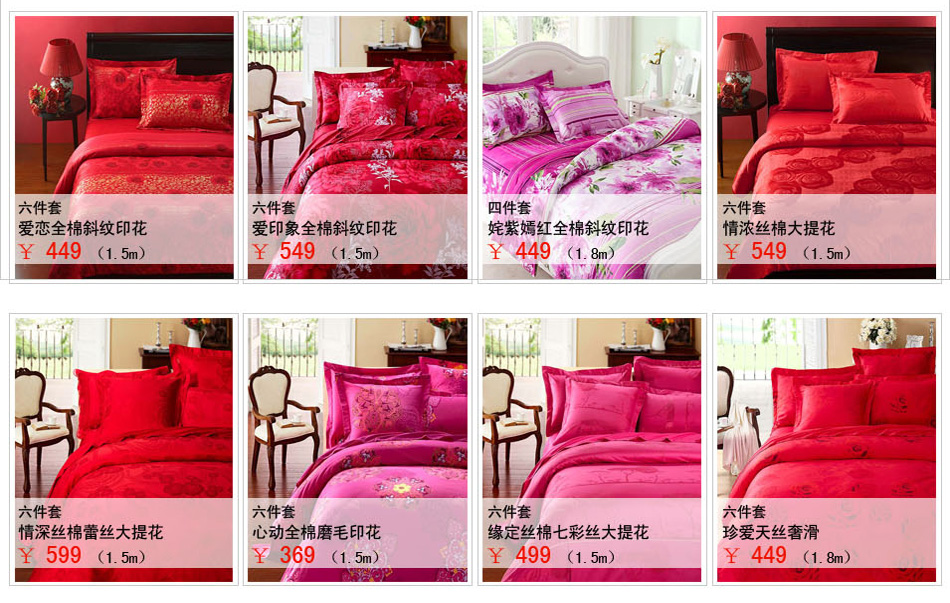 六件套
爱恋全棉斜纹印花
￥ 449 （1.5m）
六件套
爱印象全棉斜纹印花
￥ 549 （1.5m）
四件套
姹紫嫣红全棉斜纹印花
￥ 449 （1.8m）
六件套
情浓丝棉大提花
￥ 549 （1.5m）
六件套
情深丝棉蕾丝大提花
￥ 599 （1.5m）
六件套
心动全棉磨毛印花
￥ 369 （1.5m）
六件套
缘定丝棉七彩丝大提花
￥ 499 （1.5m）
六件套
珍爱天丝奢滑
￥ 449 （1.8m）